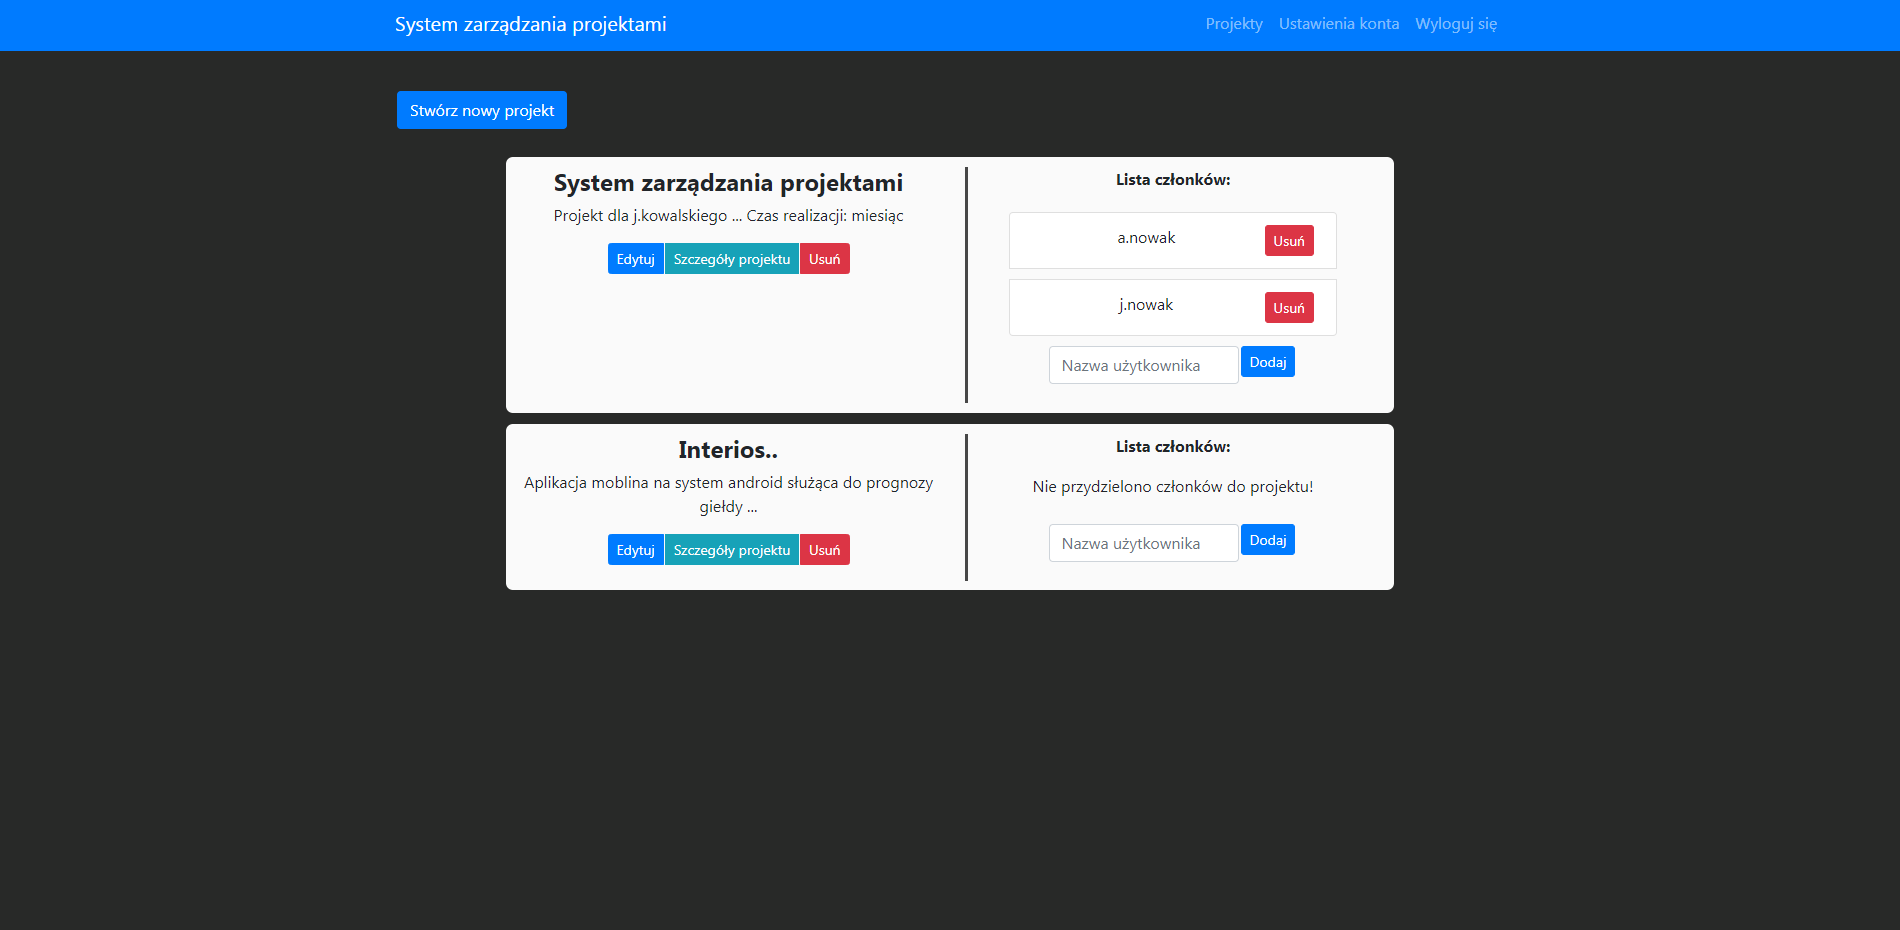 System zarządzania projektami
Projekty Ustawienia konta Wyloguj się
Stwórz nowy projekt
System zarządzania projektami
Projekt dla j.kowalskiego ... Czas realizacji: miesiąc
Edytuj Szczegóły projektu Usuń
Lista członków:
a.nowak Usuń
j.nowak Usuń
Nazwa użytkownika Dodaj
Interios..
Aplikacja moblina na system android służąca do prognozy
giełdy ...
Edytuj Szczegóły projektu Usuń
Lista członków:
Nie przydzielono członków do projektu!
Nazwa użytkownika Dodaj